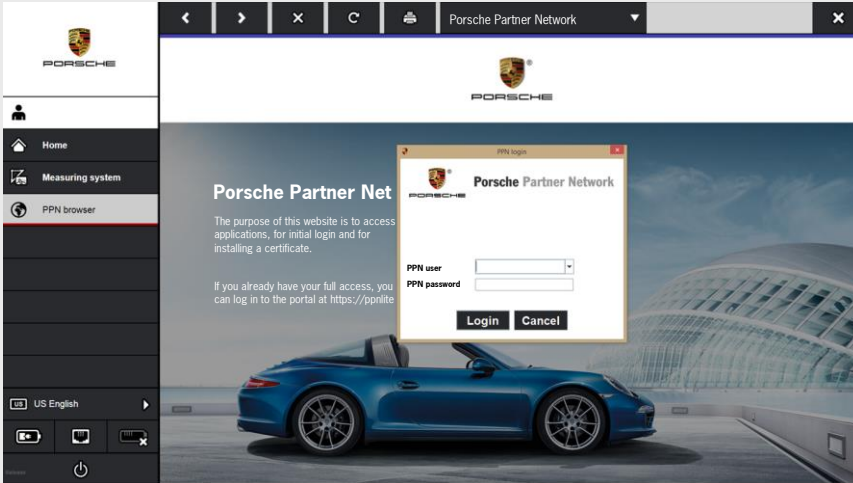 Porsche Partner Network
PORSCHE
PORSCHE
Home
Measuring system
PPN browser
US
US English
Porsche Partner Net
The purpose of this website is to access
applications, for initial login and for
installing a certificate.
If you already have your full access, you
can log in to the portal at https://ppnlite
PPN login
PORSCHE
Porsche Partner Network
PPN user
PPN password
Login
Cancel